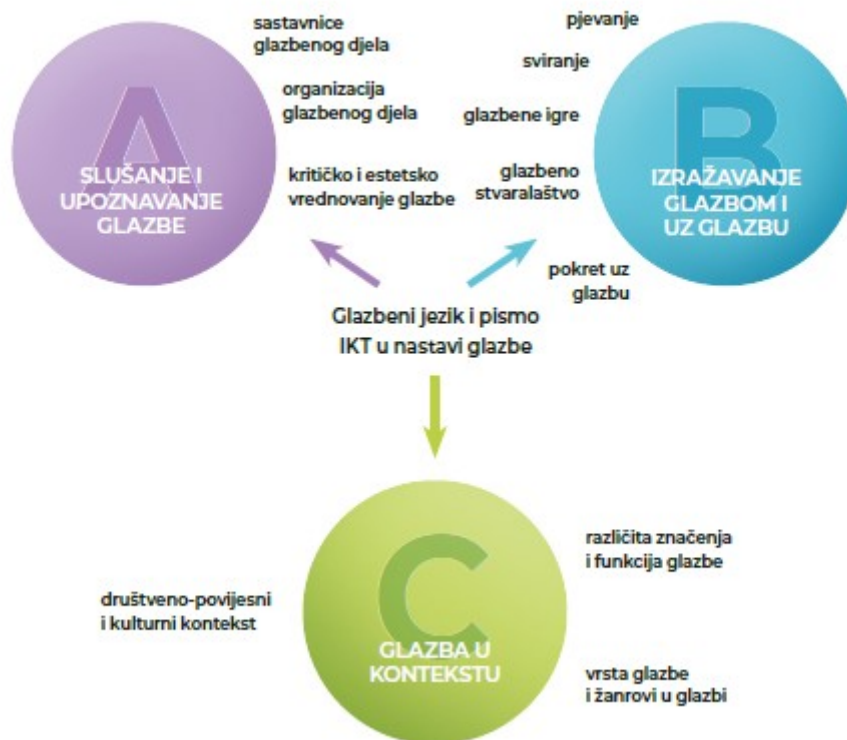 sastavnice
glazbenog djela
organizacija
glazbenog djela
kritičko i estetsko
vrednovanje glazbe
A
SLUŠANJE I
UPOZNAVANJE
GLAZBE
pjevanje
sviranje
glazbene igre
glazbeno
stvaralaštvo
pokret uz
glazbu
B
IZRAŽAVANJE
GLAZBOM I
UZ GLAZBU
Glazbeni jezik i pismo
IKT u nastavi glazbe
društveno-povijesni
i kulturni kontekst
C
GLAZBA U
KONTEKSTU
različita značenja
i funkcija glazbe
vrsta glazbe
i žanrovi u glazbi